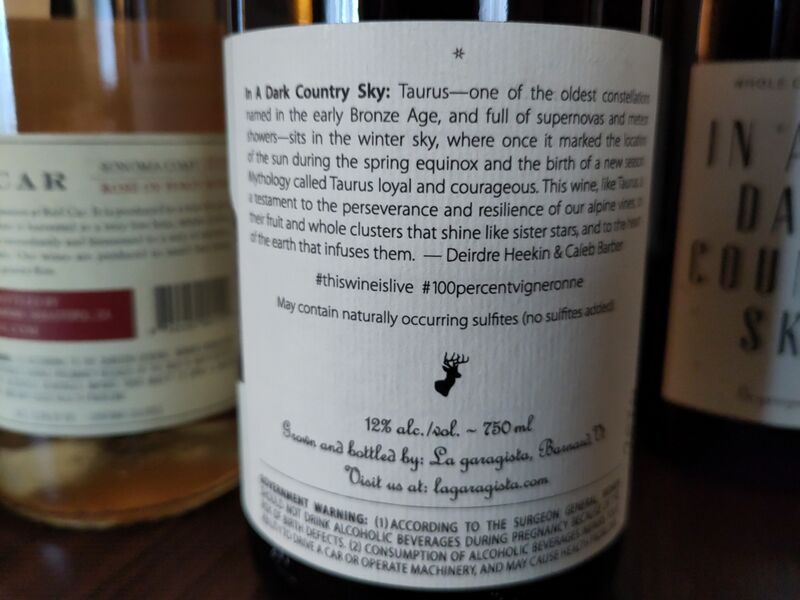 In A Dark Country Sky: Taurus—one of the oldest constellations
named in the early Bronze Age, and full of supernovas and meteor
showers—sits in the winter sky, where once it marked the location
of the sun during the spring equinox and the birth of a new season.
Mythology called Taurus loyal and courageous. This wine, like Taurus is
a testament to the perseverance and resilience of our alpine vines, to
their fruit and whole clusters that shine like sister stars, and to the heart
of the earth that infuses them. — Deirdre Heekin & Caleb Barber
#thiswineislive #100percentvigneronne
May contain naturally occurring sulfites (no sulfites added)
12% alc./vol. ~ 750 ml
Grown and bottled by: La garagista, Barnard, Vt
Visit us at: lagaragista.com
GOVERNMENT WARNING: (1) ACCORDING TO THE SURGEON GENERAL, WOMEN
SHOULD NOT DRINK ALCOHOLIC BEVERAGES DURING PREGNANCY BECAUSE OF THE
RISK OF BIRTH DEFECTS. (2) CONSUMPTION OF ALCOHOLIC BEVERAGES IMPAIRS YOUR
ABILITY TO DRIVE A CAR OR OPERATE MACHINERY, AND MAY CAUSE HEALTH
CAR
SONOMA COAST
WHOLE
IN A
DA
COUN
SK